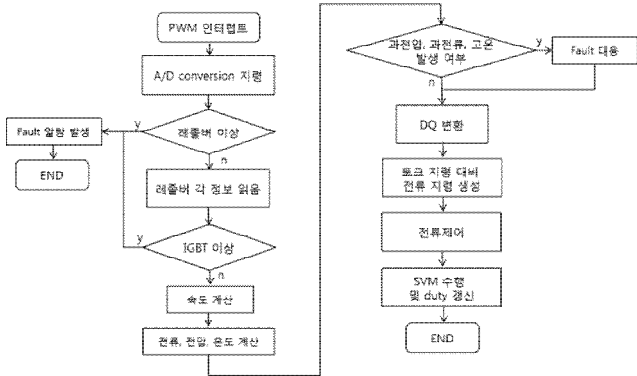 PWM 인터럽트
A/D conversion 지령
레졸버 이상
y
n
Fault 알람 발생
END
레졸버 각 정보 읽음
IGBT 이상
y
n
속도 계산
전류, 전압, 온도 계산
과전압, 과전류, 고온
발생 여부
y
n
Fault 대응
DQ 변환
토크 지령 대비
전류 지령 생성
전류제어
SVM 수행
및 duty 갱신
END